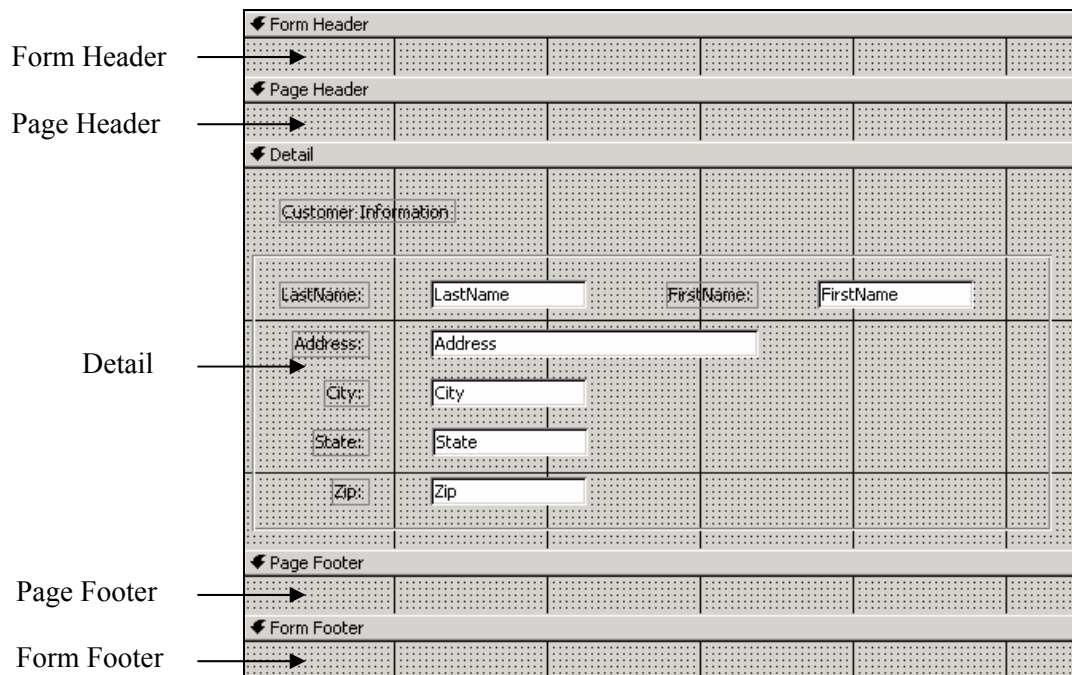 Form Header
Form Header
Page Header
Page Header
Detail
Customer Information
LastName: LastName FirstName: FirstName
Address: Address
Detail
City: City
State: State
Zip: Zip
Page Footer
Page Footer
Form Footer
Form Footer